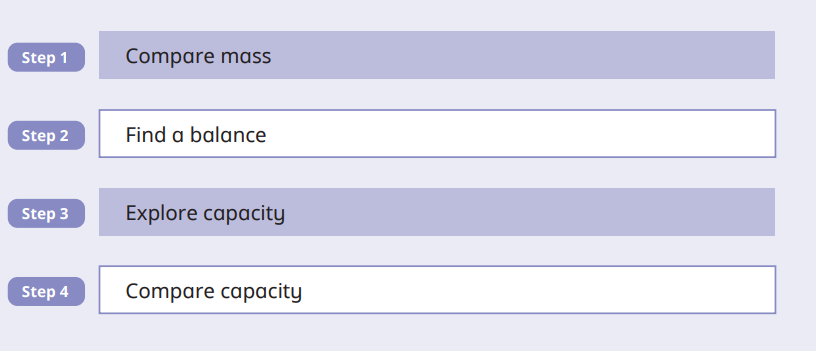 Step 1 Compare mass
Step 2 Find a balance
Step 3 Explore capacity
Step 4 Compare capacity